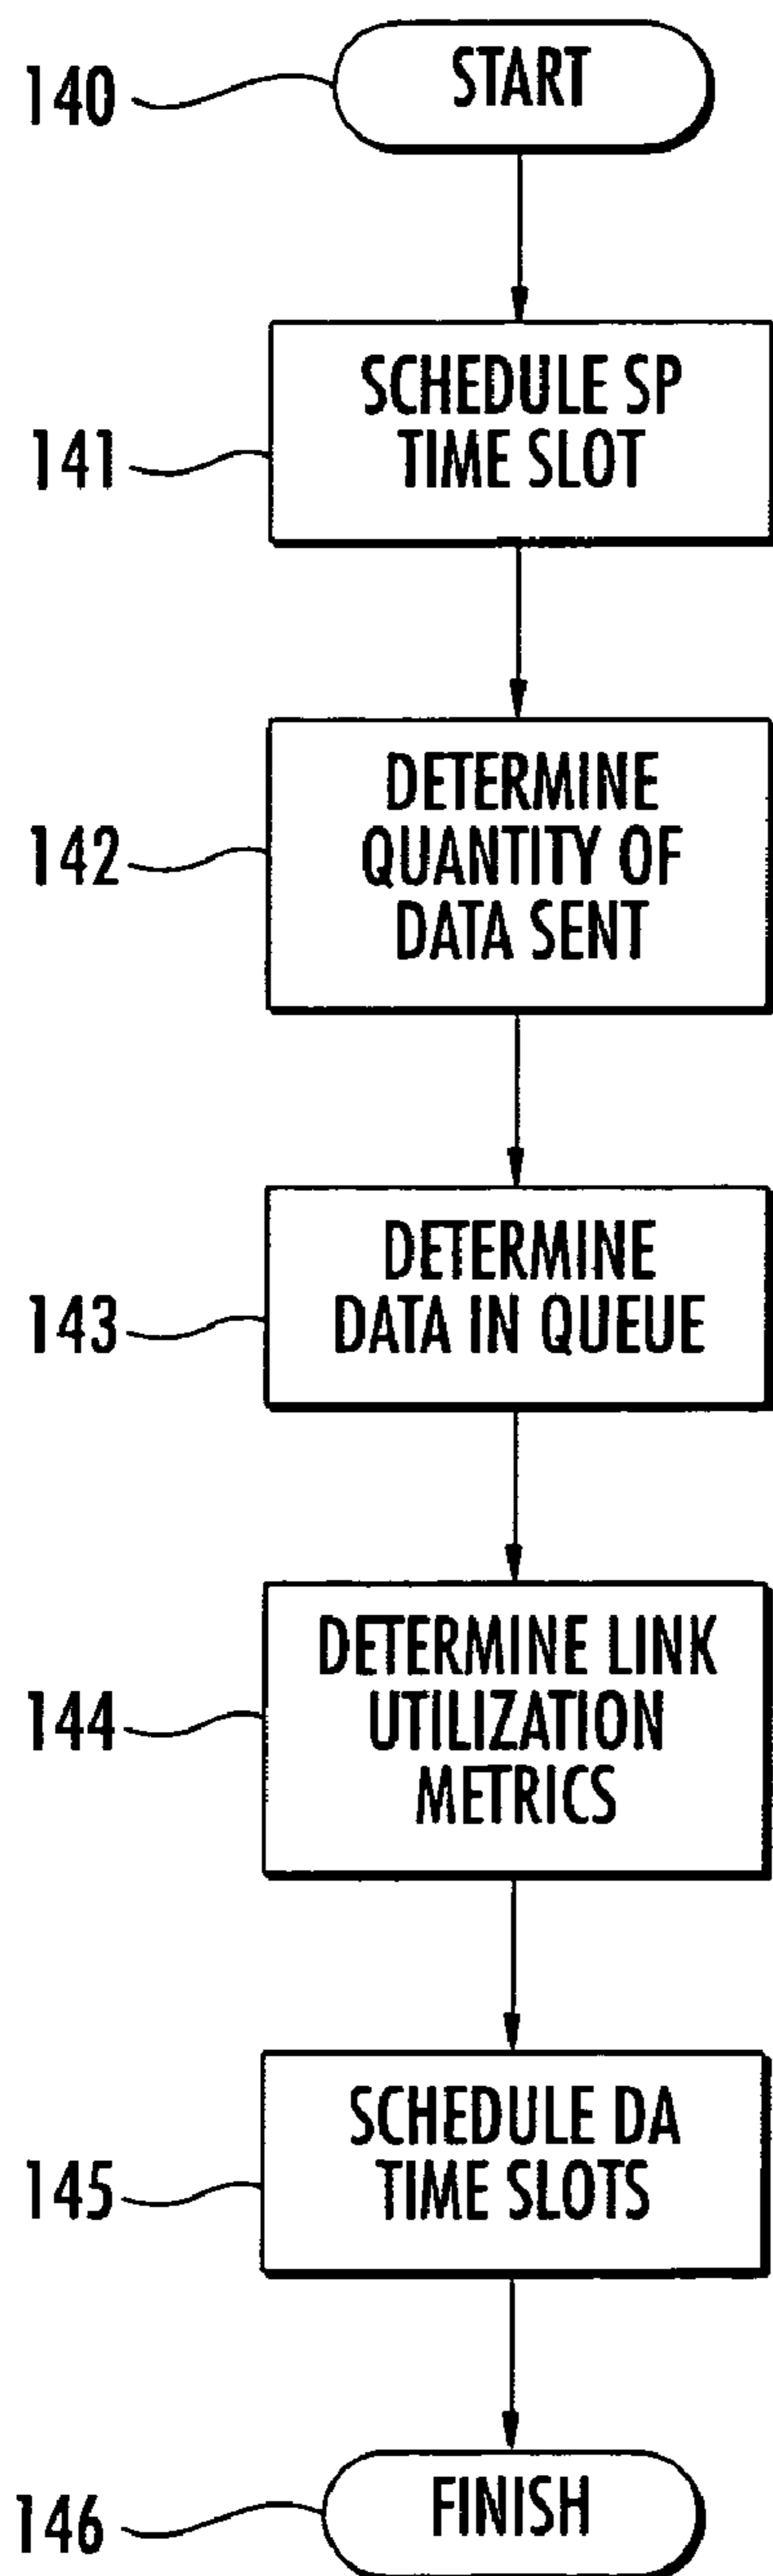 140
START
141
SCHEDULE SP
TIME SLOT
142
DETERMINE
QUANTITY OF
DATA SENT
143
DETERMINE
DATA IN QUEUE
144
DETERMINE LINK
UTILIZATION
METRICS
145
SCHEDULE DA
TIME SLOTS
146
FINISH